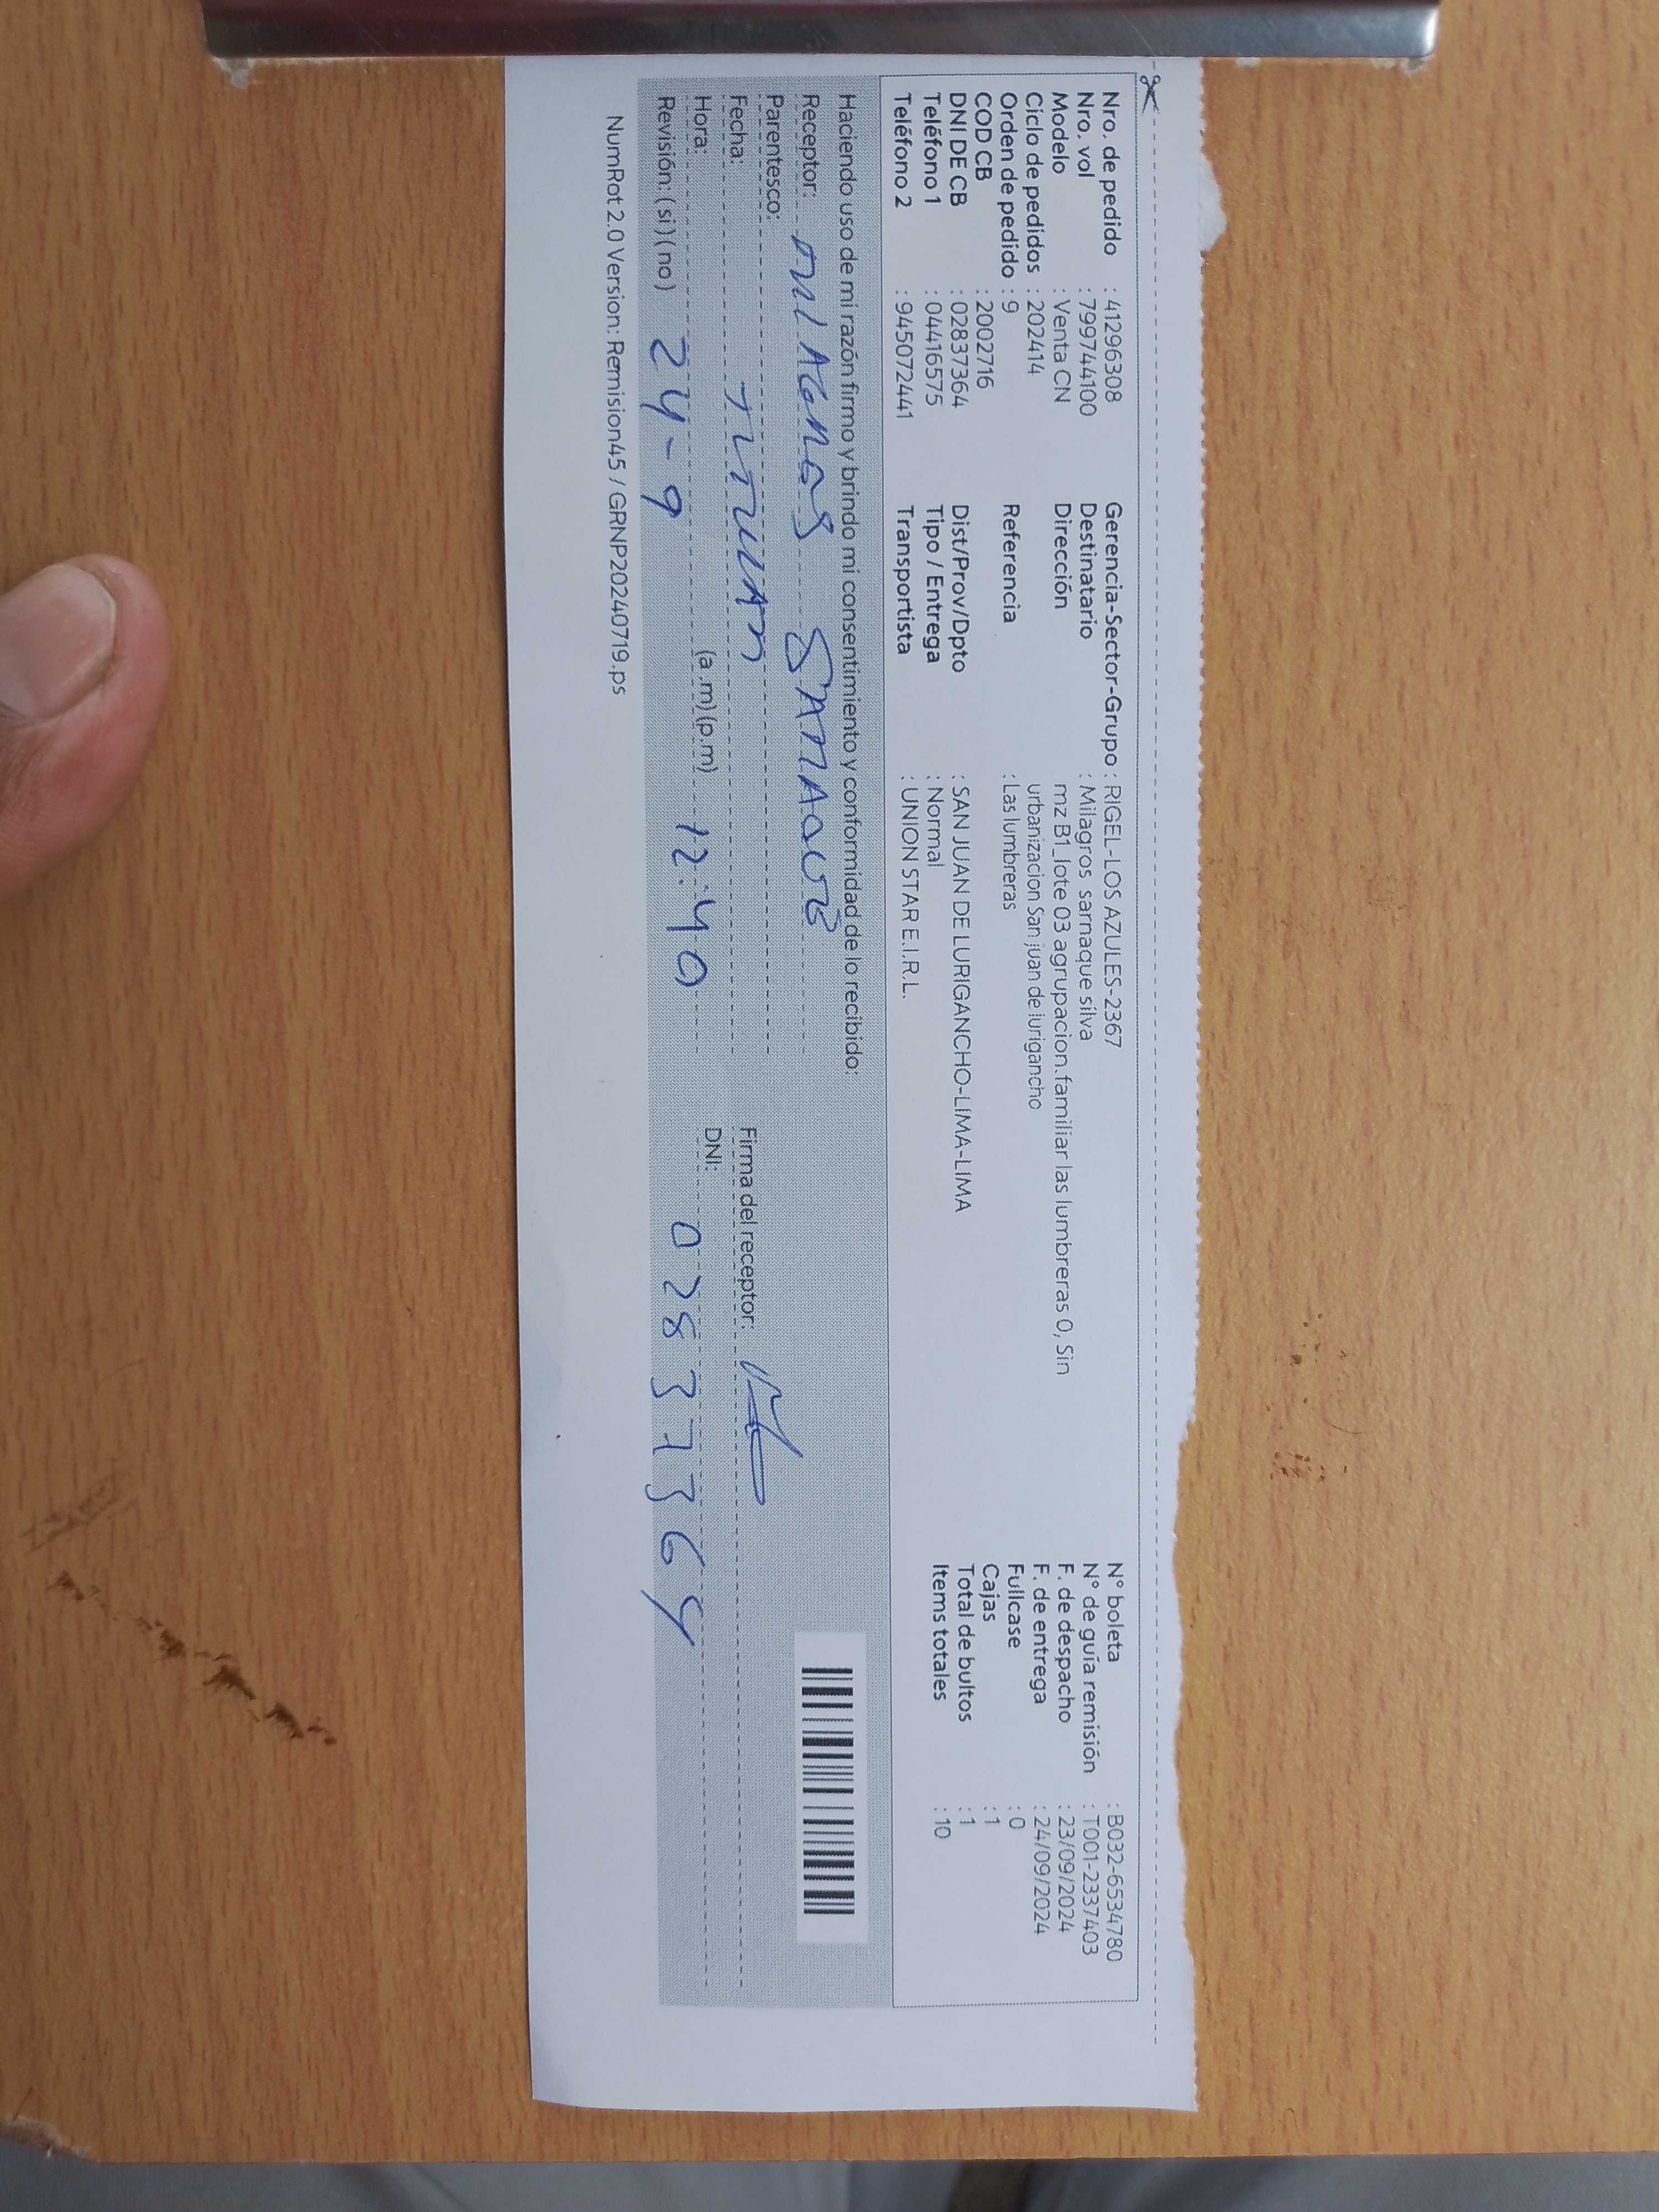 Nro. de pedido : 41296308
Nro. vol : 799744100
Modelo : Venta CN
Ciclo de pedidos : 202414
Orden de pedido : 9
COD CB : 2002716
DNI DE CB : 02837364
Teléfono 1 : 04416575
Teléfono 2 : 945072441
Gerencia-Sector-Grupo : RIGEL-LOS AZULES-2367
Destinatario : Milagros sarnaque silva
Dirección mz B1_lote 03 agrupacion.familiar las lumbreras 0, Sin
urbanizacion San juan de lurigancho
Referencia : Las lumbreras
Dist/Prov/Dpto : SAN JUAN DE LURIGANCHO-LIMA-LIMA
Tipo / Entrega : Normal
Transportista : UNION STAR E.I.R.L.
N° boleta : B032-6534780
N° de guía remisión : T001-2337403
F. de despacho : 23/09/2024
F. de entrega : 24/09/2024
Fullcase : 0
Cajas : 1
Total de bultos : 1
Items totales : 10
Haciendo uso de mi razón firmo y brindo mi consentimiento y conformidad de lo recibido:
Receptor: Milagros Sarnaque
Parentesco: Titular
Fecha: 24-9
Hora: (a.m)(p.m) 12:40
Revisión: (si)(no)
Firma del receptor:
DNI: 02837364
NumRot 2.0 Version: Remision45 / GRNP20240719.ps